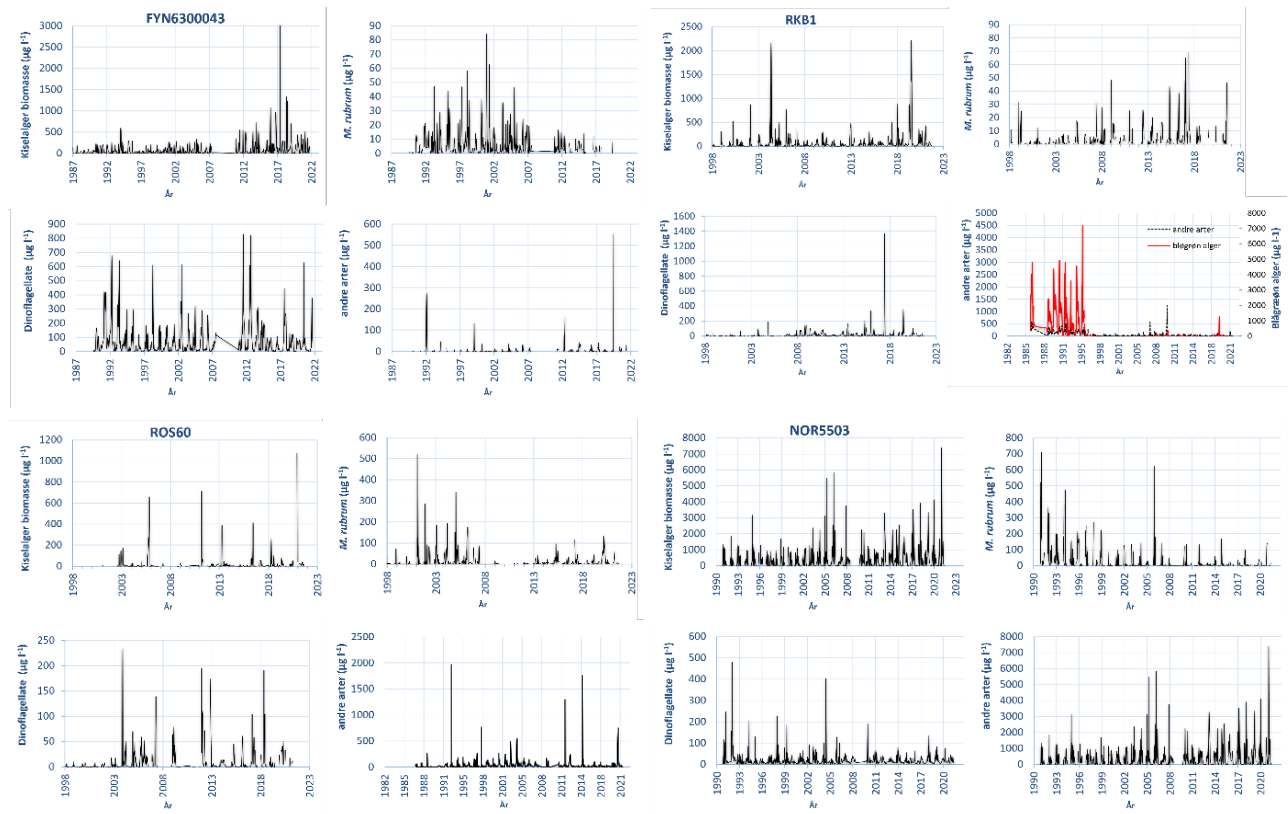 FYN6300043
Kiselalger biomasse (µg l⁻¹)
3000
2500
2000
1500
1000
500
0
1987 1992 1997 2002 2007 2012 2017 2022
År
M. rubrum (µg l⁻¹)
90
80
70
60
50
40
30
20
10
0
1987 1992 1997 2002 2007 2012 2017 2022
År
RKB1
Kiselalger biomasse (µg l⁻¹)
2500
2000
1500
1000
500
0
1998 2003 2008 2013 2018 2023
År
M. rubrum (µg l⁻¹)
90
80
70
60
50
40
30
20
10
0
1998 2003 2008 2013 2018 2023
År
Dinoflagellate (µg l⁻¹)
900
800
700
600
500
400
300
200
100
0
1987 1992 1997 2002 2007 2012 2017 2022
År
andre arter (µg l⁻¹)
600
500
400
300
200
100
0
1987 1992 1997 2002 2007 2012 2017 2022
År
Dinoflagellate (µg l⁻¹)
1600
1400
1200
1000
800
600
400
200
0
1998 2003 2008 2013 2018 2023
År
andre arter (µg l⁻¹)
5000
4500
4000
3500
3000
2500
2000
1500
1000
500
0
andre arter
blågrøn alger
8000
7000
6000
5000
4000
3000
2000
1000
0
Blågrøøn alger (µg l-1)
1982 1985 1988 1991 1992 1995 1998 2002 2005 2007 2008 2010 2014 2016 2018 2021
År
ROS60
Kiselalger biomasse (µg l⁻¹)
1200
1000
800
600
400
200
0
1998 2003 2008 2013 2018 2023
År
M. rubrum (µg l⁻¹)
600
500
400
300
200
100
0
1998 2003 2008 2013 2018 2023
År
NOR5503
Kiselalger biomasse (µg l⁻¹)
8000
7000
6000
5000
4000
3000
2000
1000
0
1990 1993 1996 1999 2002 2005 2008 2011 2014 2017 2020 2023
År
M. rubrum (µg l⁻¹)
800
700
600
500
400
300
200
100
0
1990 1993 1996 1999 2002 2005 2008 2011 2014 2017 2020
År
Dinoflagellate (µg l⁻¹)
250
200
150
100
50
0
1998 2003 2008 2013 2018 2023
År
andre arter (µg l⁻¹)
2500
2000
1500
1000
500
0
1982 1985 1988 1991 1994 1997 1998 2002 2005 2008 2011 2014 2016 2021
År
Dinoflagellate (µg l⁻¹)
600
500
400
300
200
100
0
1990 1993 1996 1999 2002 2005 2008 2011 2014 2017 2020
År
andre arter (µg l⁻¹)
8000
7000
6000
5000
4000
3000
2000
1000
0
1990 1993 1996 1999 2002 2005 2008 2011 2014 2017 2020
År